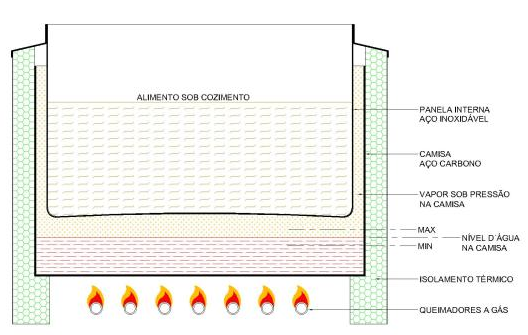 ALIMENTO SOB COZIMENTO
PANELA INTERNA
AÇO INOXIDÁVEL
CAMISA
AÇO CARBONO
VAPOR SOB PRESSÃO
NA CAMISA
MAX
NÍVEL D´ÁGUA
NA CAMISA
MIN
ISOLAMENTO TÉRMICO
QUEIMADORES A GÁS